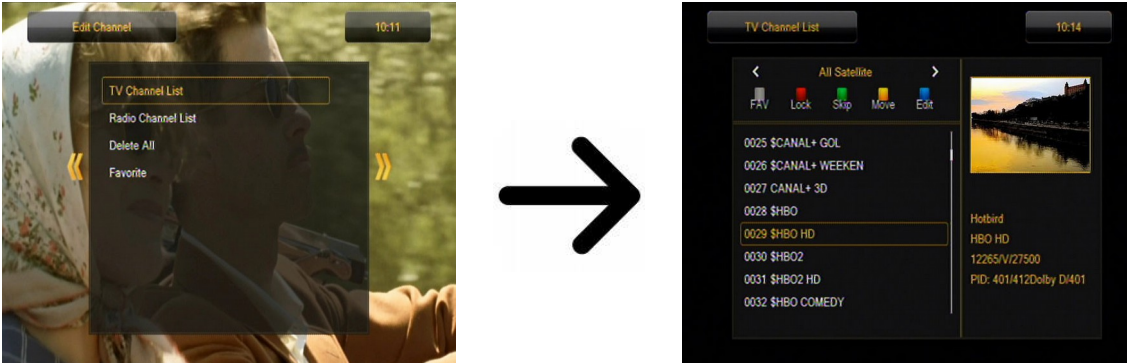 Edit Channel
10:11
TV Channel List
Radio Channel List
Delete All
Favorite
TV Channel List
10:14
All Satellite
FAV Lock Skip Move Edit
0025 $CANAL+ GOL
0026 $CANAL+ WEEKEN
0027 CANAL+ 3D
0028 $HBO
0029 $HBO HD
0030 $HBO2
0031 $HBO2 HD
0032 $HBO COMEDY
Hotbird
HBO HD
12265/V/27500
PID: 401/412Dolby D/401